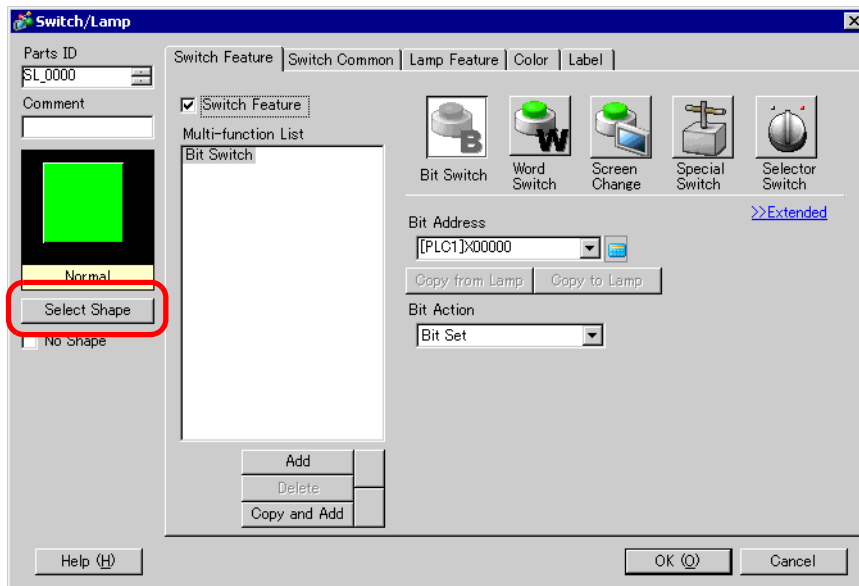 Switch/Lamp
Parts ID
SL_0000
Comment
Normal
Select Shape
No Shape
Switch Feature
Switch Common
Lamp Feature
Color
Label
Switch Feature
Multi-function List
Bit Switch
Add
Delete
Copy and Add
Bit Switch
Word Switch
Screen Change
Special Switch
Selector Switch
>>Extended
Bit Address
[PLC1]X00000
Copy from Lamp
Copy to Lamp
Bit Action
Bit Set
Help (H)
OK (O)
Cancel